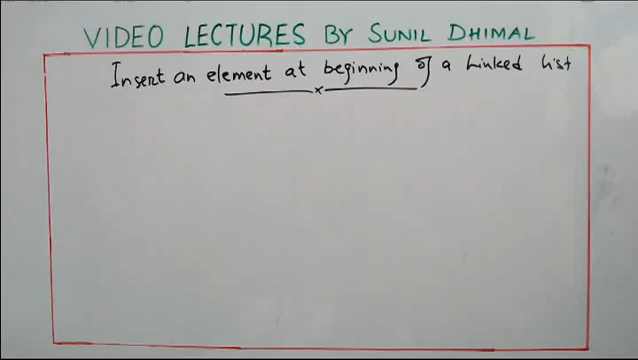 VIDEO LECTURES BY SUNIL DHIMAL
Insert an element at beginning of a Linked list